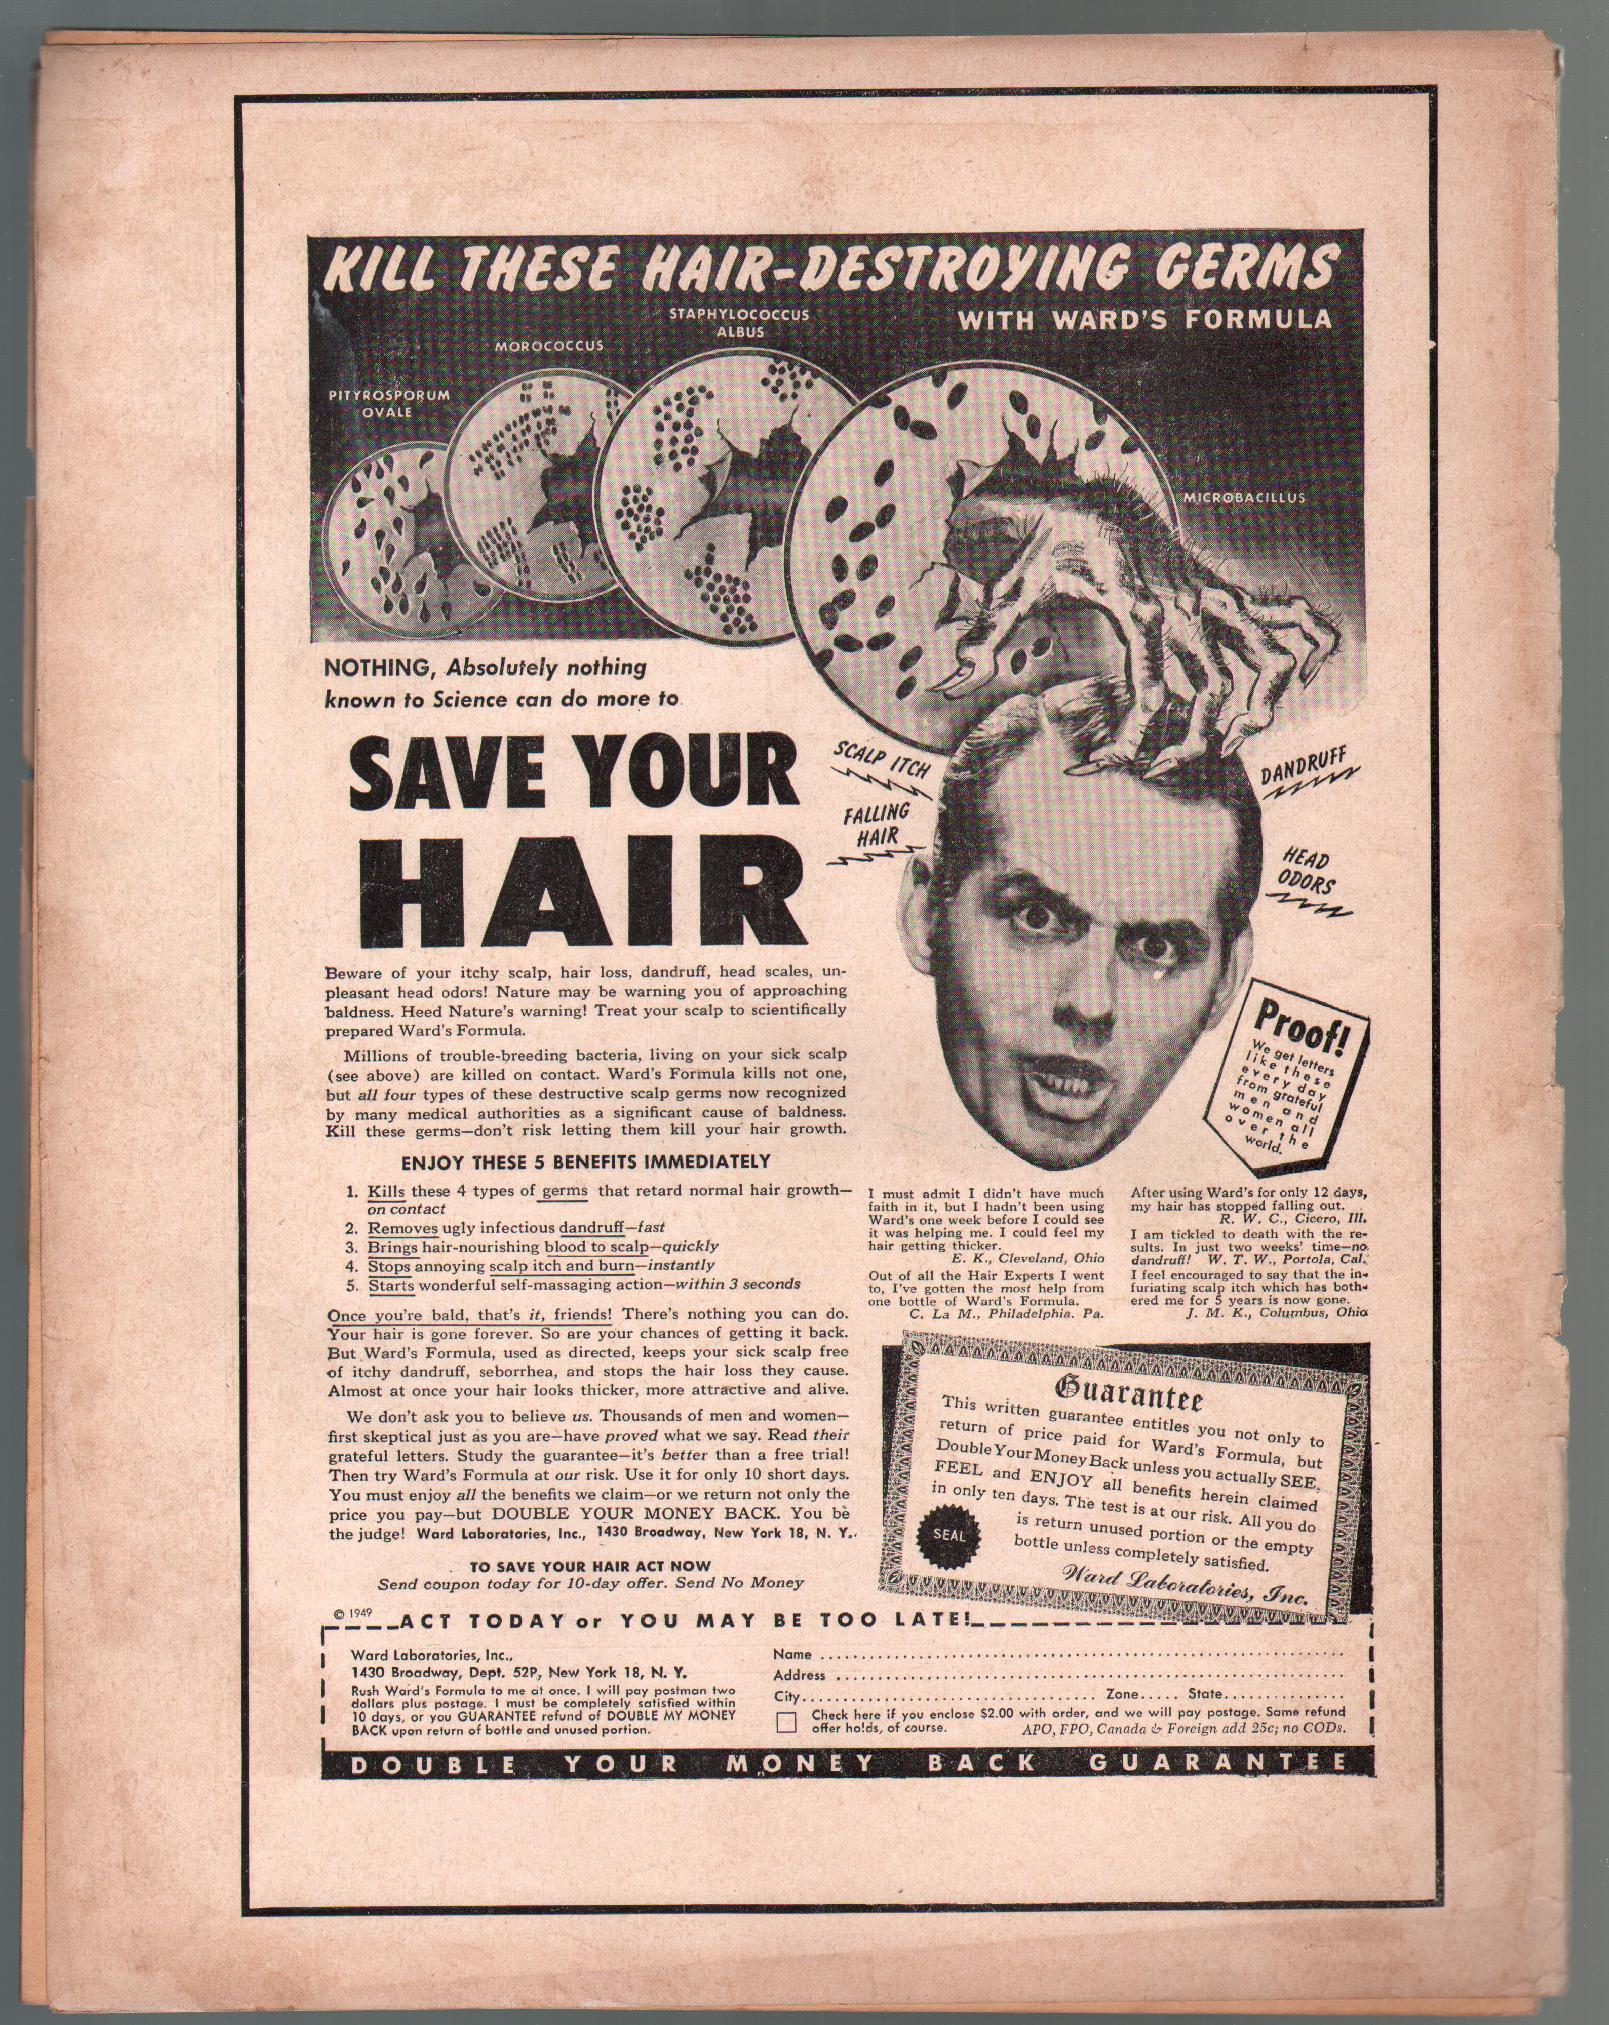 KILL THESE HAIR-DESTROYING GERMS
WITH WARD'S FORMULA
STAPHYLOCOCCUS
ALBUS
MOROCOCCUS
PITYROSPORUM
OVALE
MICROBACILLUS
NOTHING, Absolutely nothing
known to Science can do more to
SAVE YOUR
HAIR
SCALP ITCH
FALLING
HAIR
DANDRUFF
HEAD
ODORS
Beware of your itchy scalp, hair loss, dandruff, head scales, un-
pleasant head odors! Nature may be warning you of approaching
baldness. Heed Nature's warning! Treat your scalp to scientifically
prepared Ward's Formula.
Millions of trouble-breeding bacteria, living on your sick scalp
(see above) are killed on contact. Ward's Formula kills not one,
but all four types of these destructive scalp germs now recognized
by many medical authorities as a significant cause of baldness.
Kill these germs—don't risk letting them kill your hair growth.
ENJOY THESE 5 BENEFITS IMMEDIATELY
1. Kills these 4 types of germs that retard normal hair growth—
on contact
2. Removes ugly infectious dandruff—fast
3. Brings hair-nourishing blood to scalp—quickly
4. Stops annoying scalp itch and burn—instantly
5. Starts wonderful self-massaging action—within 3 seconds
Once you're bald, that's it, friends! There's nothing you can do.
Your hair is gone forever. So are your chances of getting it back.
But Ward's Formula, used as directed, keeps your sick scalp free
of itchy dandruff, seborrhea, and stops the hair loss they cause.
Almost at once your hair looks thicker, more attractive and alive.
We don't ask you to believe us. Thousands of men and women—
first skeptical just as you are—have proved what we say. Read their
grateful letters. Study the guarantee—it's better than a free trial!
Then try Ward's Formula at our risk. Use it for only 10 short days.
You must enjoy all the benefits we claim—or we return not only the
price you pay—but DOUBLE YOUR MONEY BACK. You be
the judge! Ward Laboratories, Inc., 1430 Broadway, New York 18, N. Y.
TO SAVE YOUR HAIR ACT NOW
Send coupon today for 10-day offer. Send No Money
Proof!
We get letters
like these
every day
from grateful
men and
women all
over the
world.
I must admit I didn't have much
faith in it, but I hadn't been using
Ward's one week before I could see
it was helping me. I could feel my
hair getting thicker.
E. K., Cleveland, Ohio
Out of all the Hair Experts I went
to, I've gotten the most help from
one bottle of Ward's Formula.
C. La M., Philadelphia. Pa.
After using Ward's for only 12 days,
my hair has stopped falling out.
R. W. C., Cicero, Ill.
I am tickled to death with the re-
sults. In just two weeks' time—no
dandruff! W. T. W., Portola, Cal.
I feel encouraged to say that the in-
furiating scalp itch which has both-
ered me for 5 years is now gone.
J. M. K., Columbus, Ohio
Guarantee
This written guarantee entitles you not only to
return of price paid for Ward's Formula, but
Double Your Money Back unless you actually SEE,
FEEL and ENJOY all benefits herein claimed
in only ten days. The test is at our risk. All you do
is return unused portion or the empty
bottle unless completely satisfied.
SEAL
Ward Laboratories, Inc.
© 1949
ACT TODAY or YOU MAY BE TOO LATE!
Ward Laboratories, Inc.,
1430 Broadway, Dept. 52P, New York 18, N. Y.
Rush Ward's Formula to me at once. I will pay postman two
dollars plus postage. I must be completely satisfied within
10 days, or you GUARANTEE refund of DOUBLE MY MONEY
BACK upon return of bottle and unused portion.
Name
Address
City Zone State
Check here if you enclose $2.00 with order, and we will pay postage. Same refund
offer holds, of course. APO, FPO, Canada & Foreign add 25c; no CODs.
DOUBLE YOUR MONEY BACK GUARANTEE